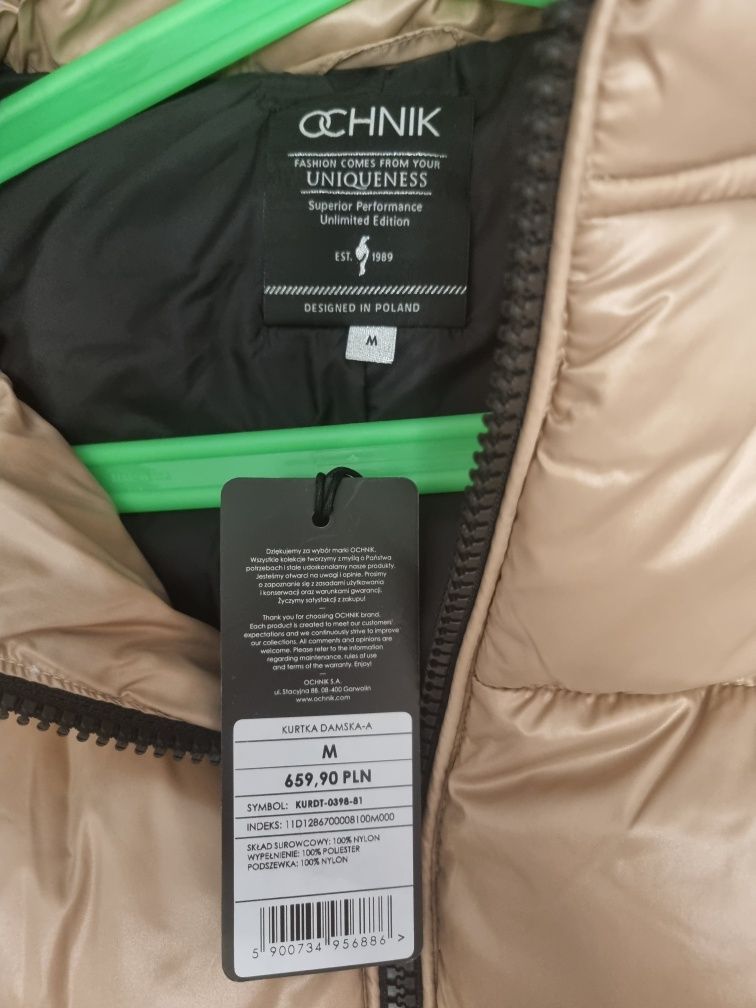 OCHNIK
FASHION COMES FROM YOUR
UNIQUENESS
Superior Performance
Unlimited Edition
EST. 1989
DESIGNED IN POLAND
M
Dziękujemy za wybór marki OCHNIK.
Wszystkie kolekcje tworzymy z myślą o Państwa
potrzebach i stale udoskonalamy nasze produkty.
Jesteśmy otwarci na uwagi i opinie. Prosimy
o zapoznanie się z zasadami użytkowania
i konserwacji oraz warunkami gwarancji.
Życzymy satysfakcji z zakupu!
Thank you for choosing OCHNIK brand.
Each product is created to meet our customers'
expectations and we continuously strive to improve
our collections. All comments and opinions are
welcome. Please refer to the information
regarding maintenance, rules of use
and terms of the warranty. Enjoy!
OCHNIK S.A.
ul. Stacyjna 88, 08-400 Garwolin
www.ochnik.com
KURTKA DAMSKA-A
M
659,90 PLN
SYMBOL: KURDT-0398-81
INDEKS: 11D1286700008100M000
SKŁAD SUROWCOWY: 100% NYLON
WYPEŁNIENIE: 100% POLIESTER
PODSZEWKA: 100% NYLON
5 900734 956886 >